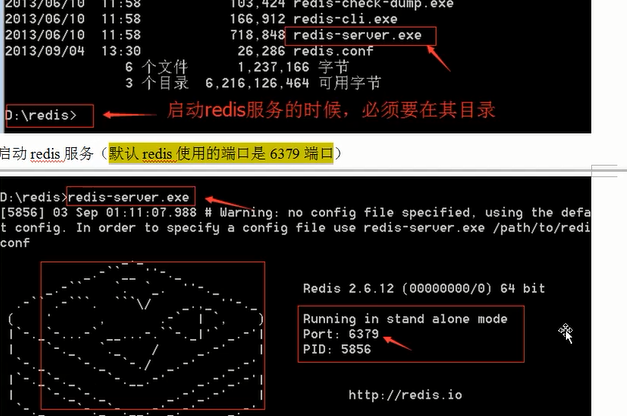 2013/06/10  11:58           103,424 redis-check-dump.exe
2013/06/10  11:58           166,912 redis-cli.exe
2013/06/10  11:58           718,848 redis-server.exe
2013/09/04  13:30            26,286 redis.conf
6 个文件      1,237,166 字节
3 个目录  6,216,126,464 可用字节
D:\redis>
启动redis服务的时候，必须要在其目录
启动 redis 服务（默认 redis 使用的端口是 6379 端口）
D:\redis>redis-server.exe
[5856] 03 Sep 01:11:07.988 # Warning: no config file specified, using the defa
t config. In order to specify a config file use redis-server.exe /path/to/redi
conf
Redis 2.6.12 (00000000/0) 64 bit
Running in stand alone mode
Port: 6379
PID: 5856
http://redis.io